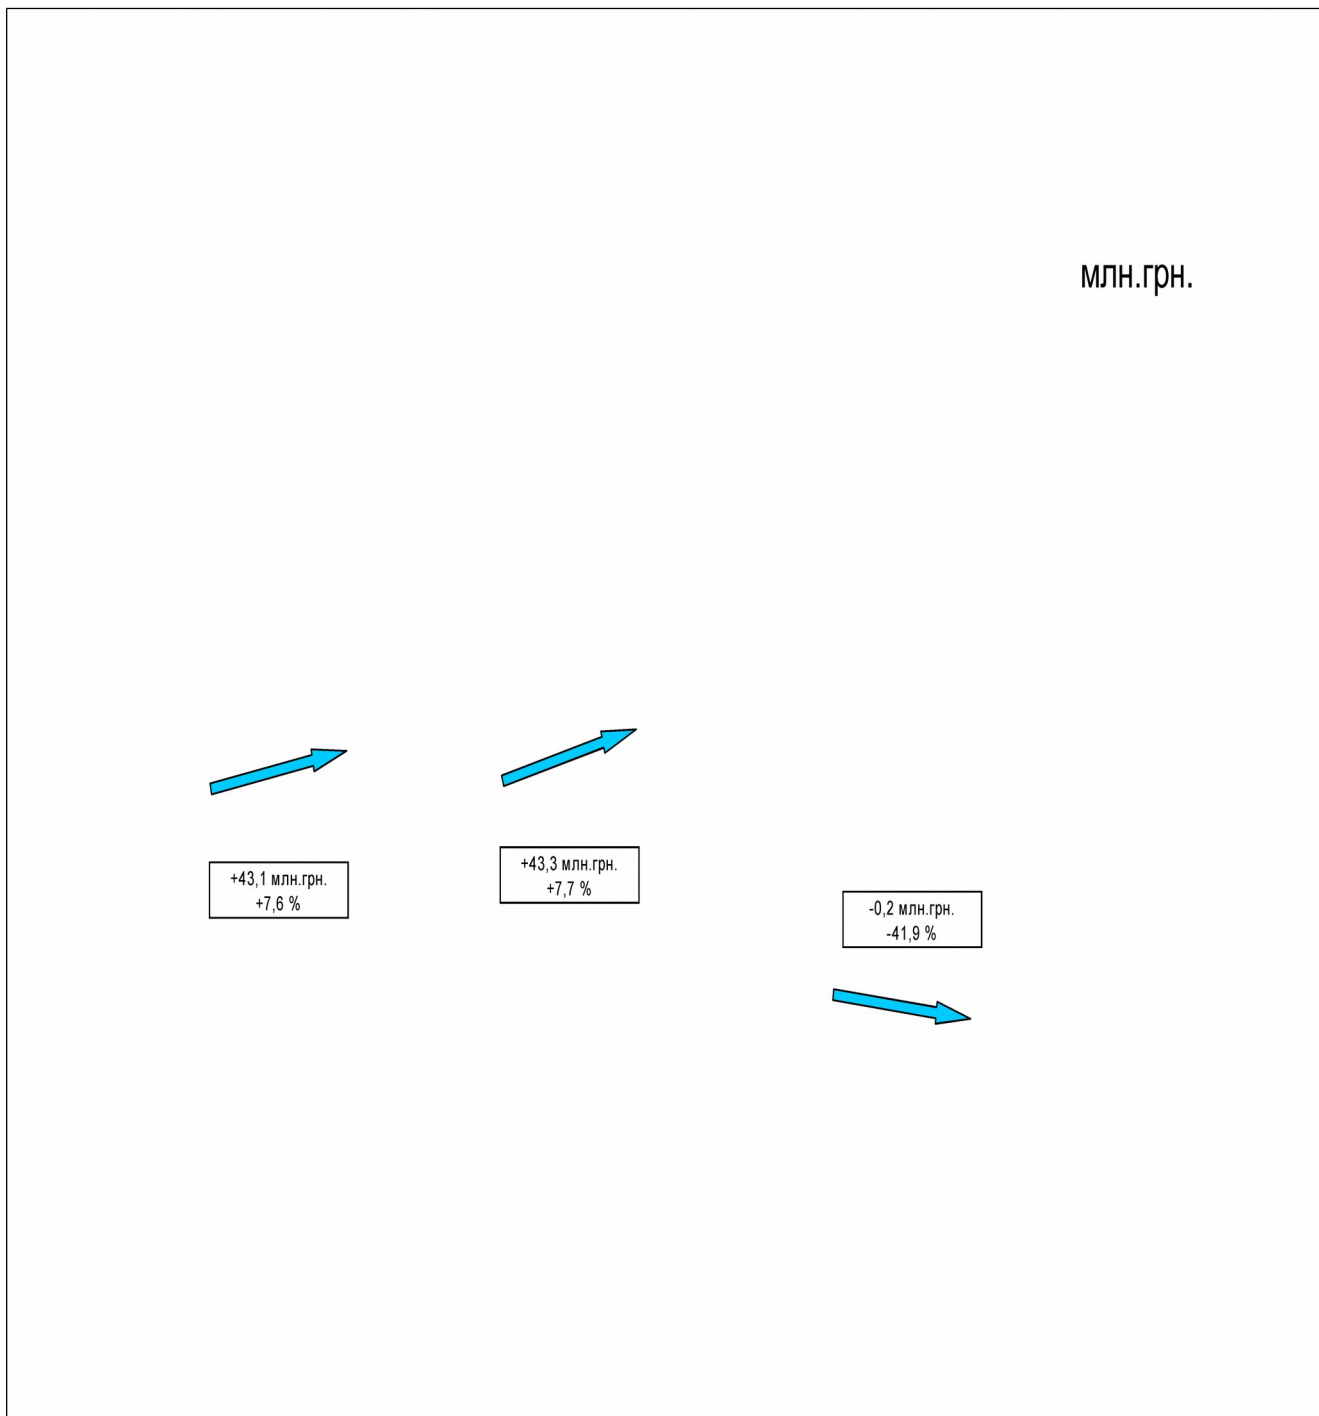 млн.грн.
+43,1 млн.грн.
+7,6 %
+43,3 млн.грн.
+7,7 %
-0,2 млн.грн.
-41,9 %